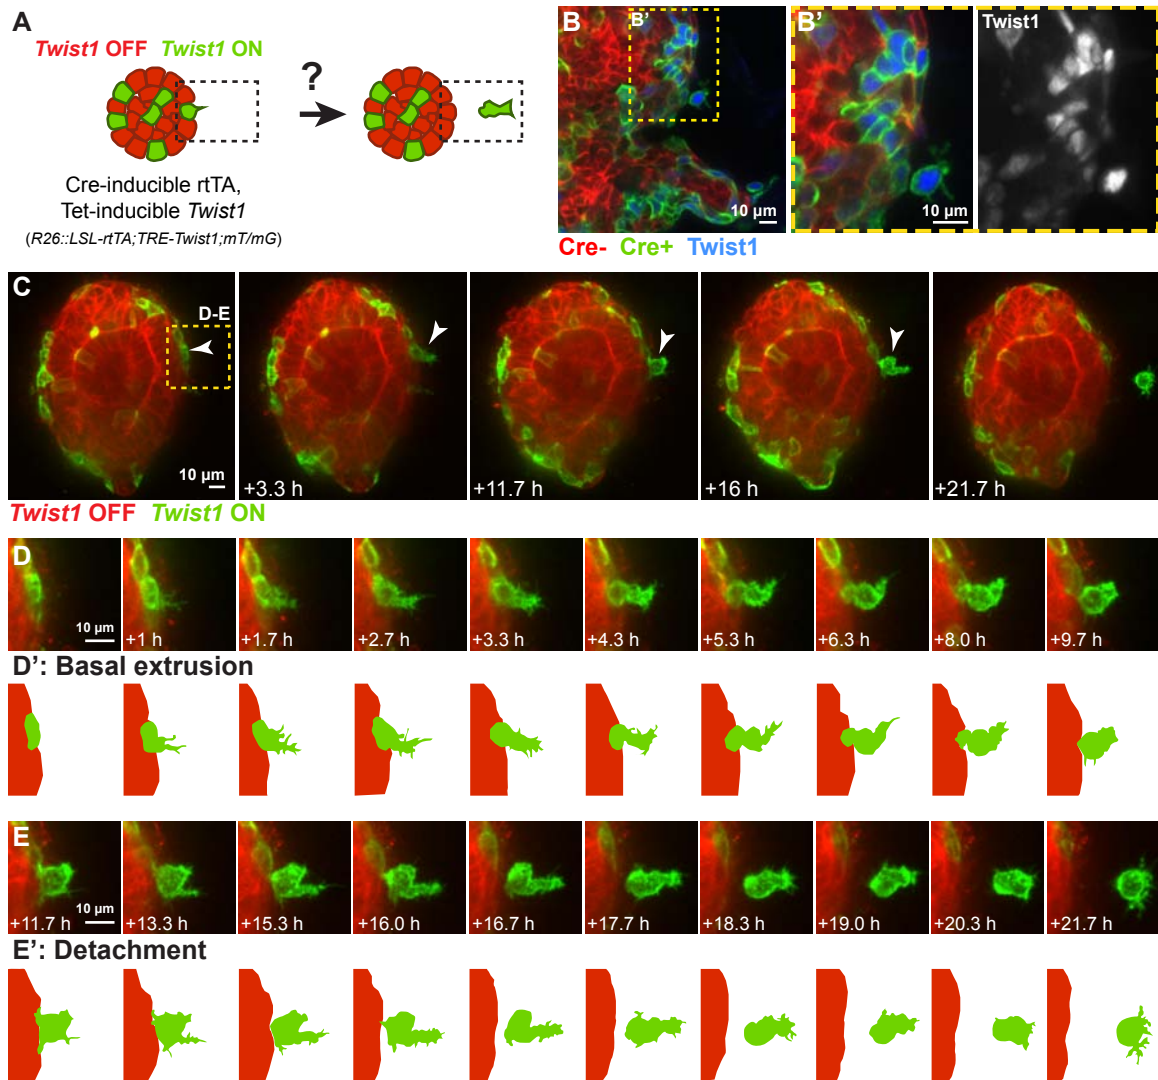 A
Twist1 OFF Twist1 ON
?
Cre-inducible rtTA,
Tet-inducible Twist1
(R26::LSL-rtTA;TRE-Twist1;mT/mG)
B
B'
10 µm
B'
10 µm
Twist1
Cre- Cre+ Twist1
C
D-E
10 µm
+3.3 h
+11.7 h
+16 h
+21.7 h
Twist1 OFF Twist1 ON
D
10 µm
+1 h
+1.7 h
+2.7 h
+3.3 h
+4.3 h
+5.3 h
+6.3 h
+8.0 h
+9.7 h
D': Basal extrusion
E
+11.7 h
10 µm
+13.3 h
+15.3 h
+16.0 h
+16.7 h
+17.7 h
+18.3 h
+19.0 h
+20.3 h
+21.7 h
E': Detachment